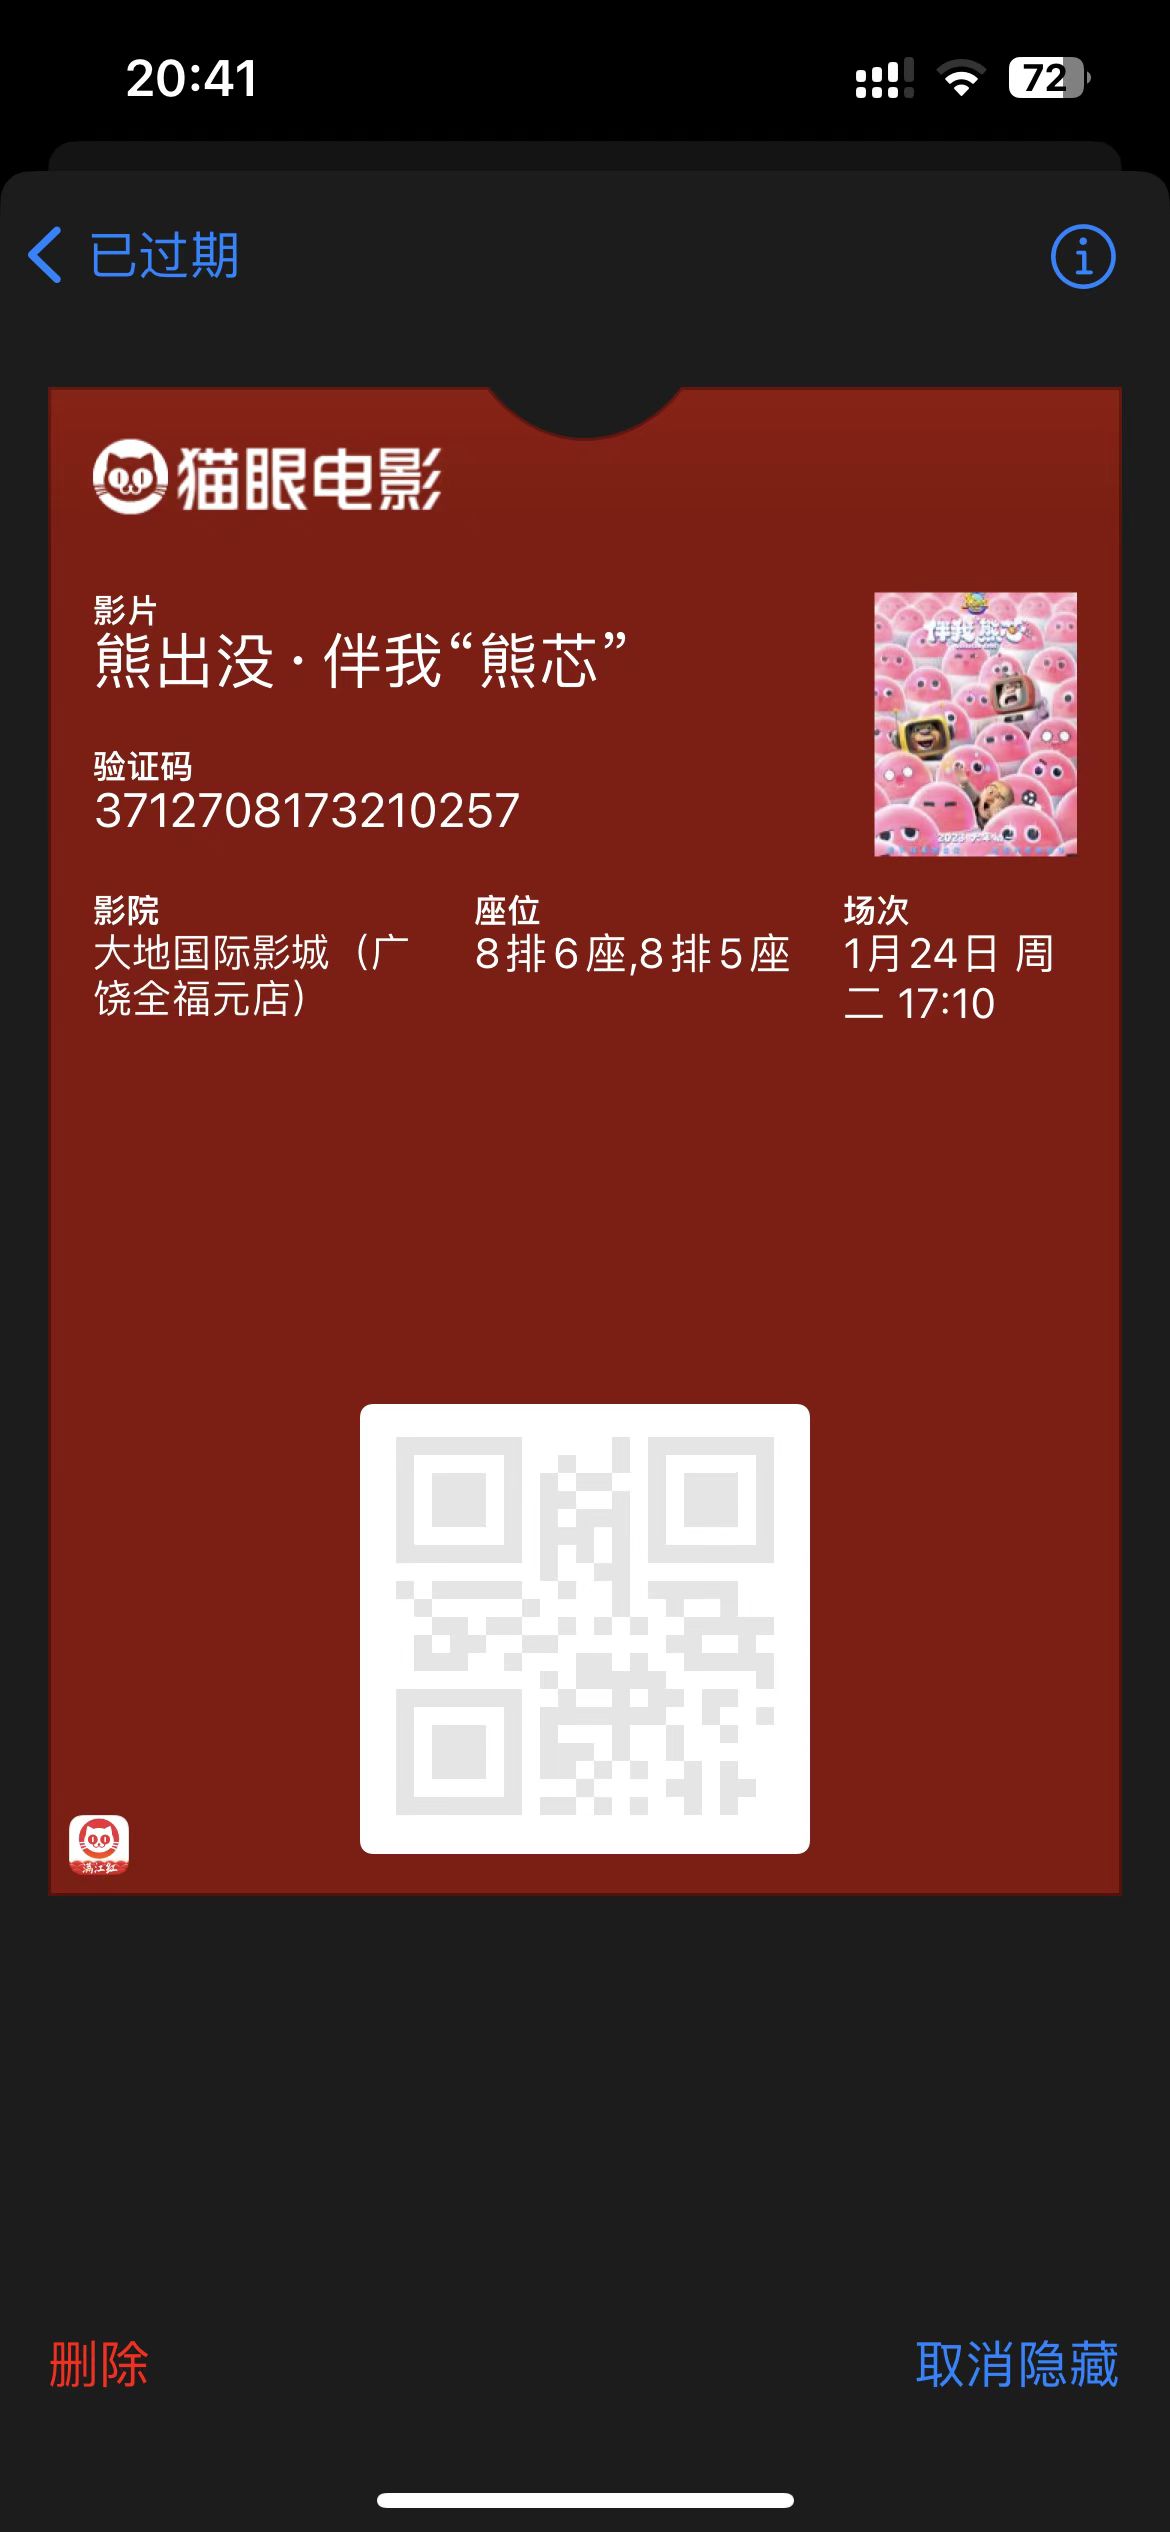 20:41
72
已过期
猫眼电影
影片
熊出没·伴我“熊芯”
伴我 熊芯
验证码
3712708173210257
影院
座位
场次
大地国际影城（广
饶全福元店）
8排6座,8排5座
1月24日 周
二 17:10
满江红
删除
取消隐藏